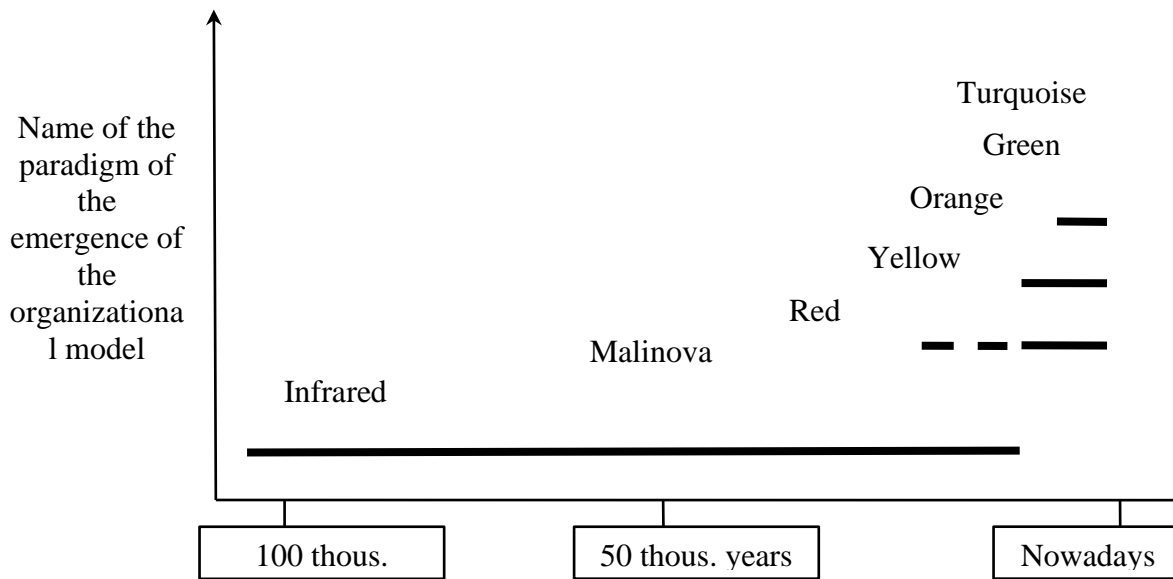 Turquoise
Name of the
paradigm of
the
emergence of
the
organizationa
l model
Green
Orange
Yellow
Red
Malinova
Infrared
100 thous.
50 thous. years
Nowadays